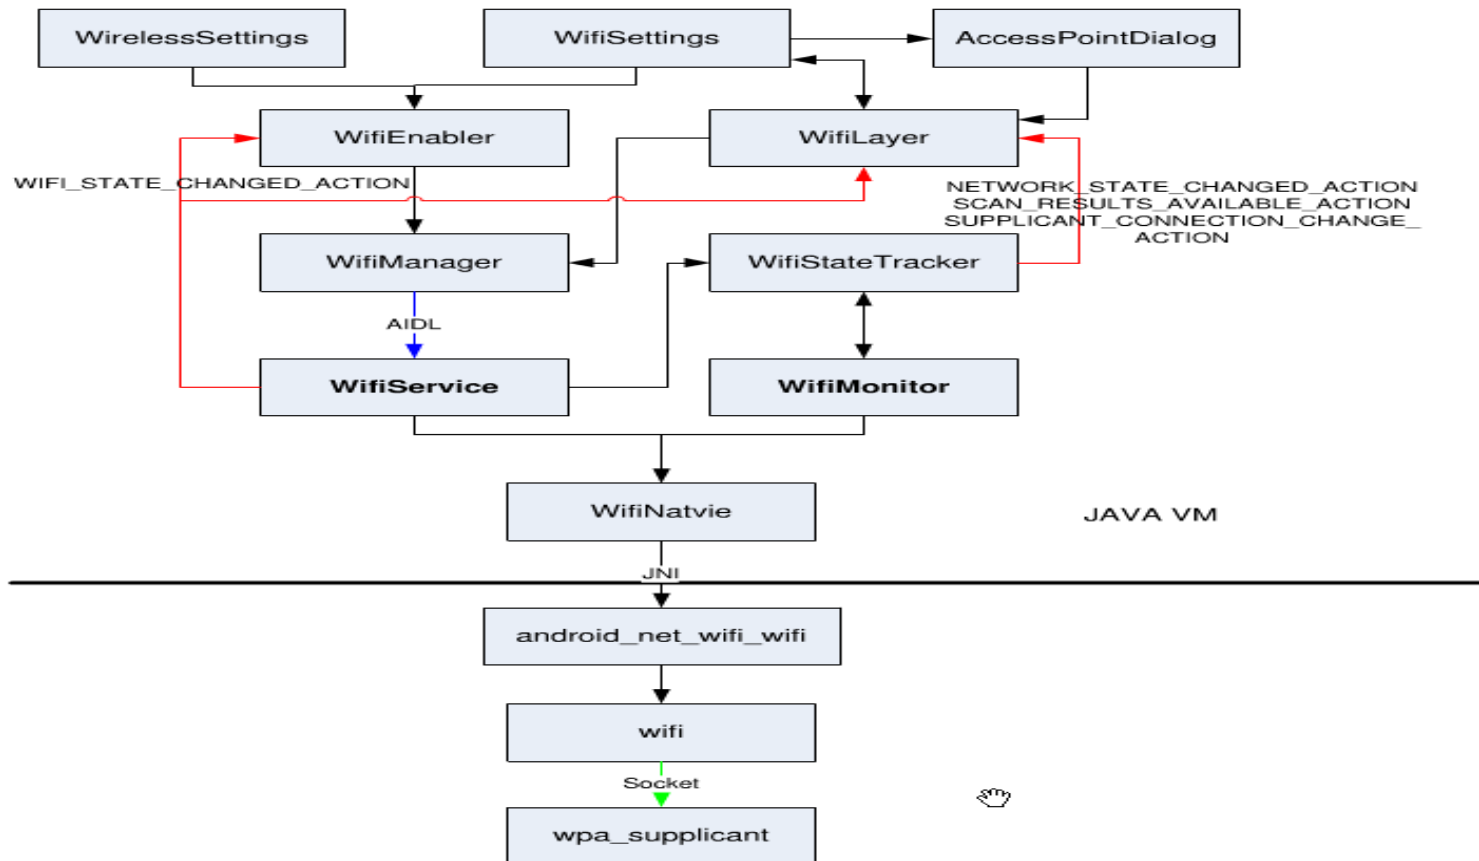 WirelessSettings
WifiSettings
AccessPointDialog
WifiEnabler
WifiLayer
WIFI_STATE_CHANGED_ACTION
NETWORK_STATE_CHANGED_ACTION
SCAN_RESULTS_AVAILABLE_ACTION
SUPPLICANT_CONNECTION_CHANGE_
ACTION
WifiManager
WifiStateTracker
AIDL
WifiService
WifiMonitor
WifiNatvie
JAVA VM
JNI
android_net_wifi_wifi
wifi
Socket
wpa_supplicant